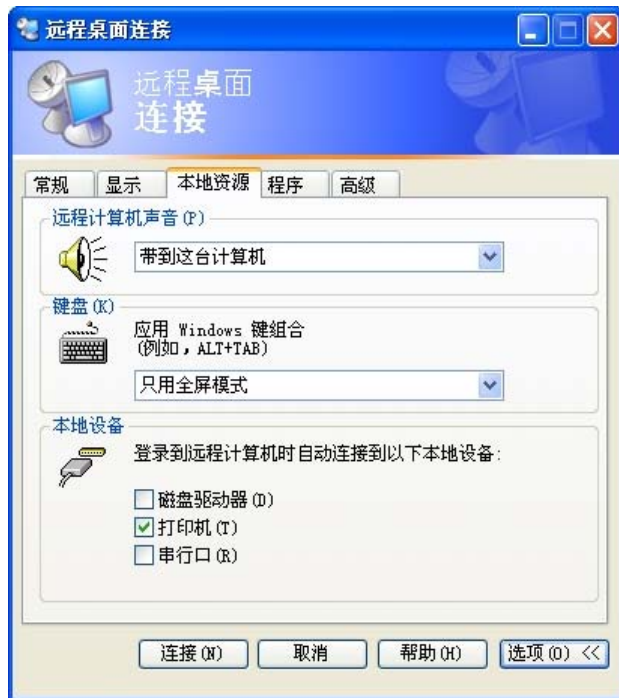 远程桌面连接
远程桌面
连接
常规 显示 本地资源 程序 高级
远程计算机声音(P)
带到这台计算机
键盘(K)
应用 Windows 键组合
(例如，ALT+TAB)
只用全屏模式
本地设备
登录到远程计算机时自动连接到以下本地设备:
磁盘驱动器(D)
打印机(T)
串行口(R)
连接(N) 取消 帮助(H) 选项(O) <<